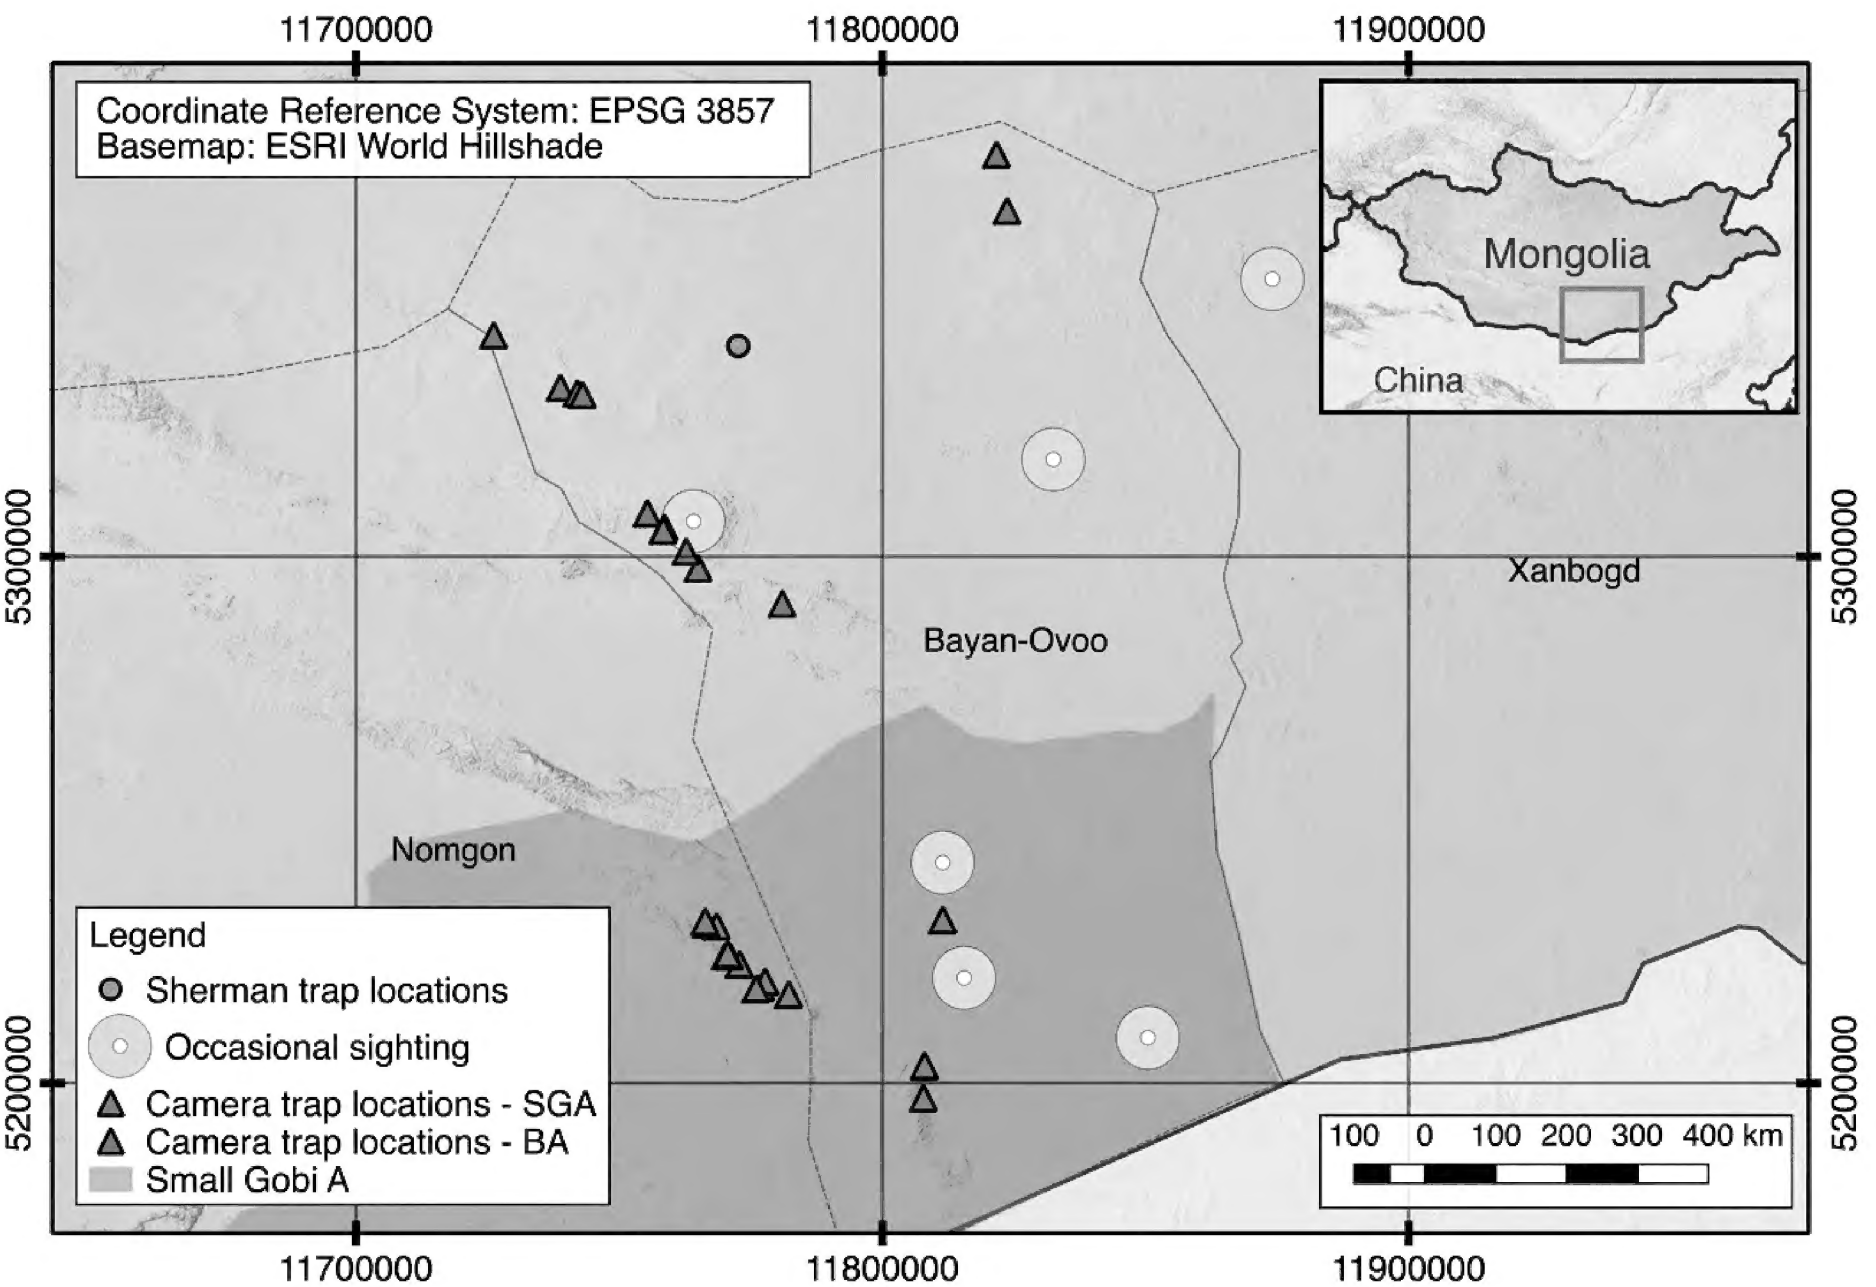 11700000 11800000 11900000
Coordinate Reference System: EPSG 3857
Basemap: ESRI World Hillshade
Mongolia
China
5300000 5300000
Xanbogd
Bayan-Ovoo
Nomgon
Legend
Sherman trap locations
Occasional sighting
Camera trap locations - SGA
Camera trap locations - BA
Small Gobi A
5200000 5200000
100 0 100 200 300 400 km
11700000 11800000 11900000